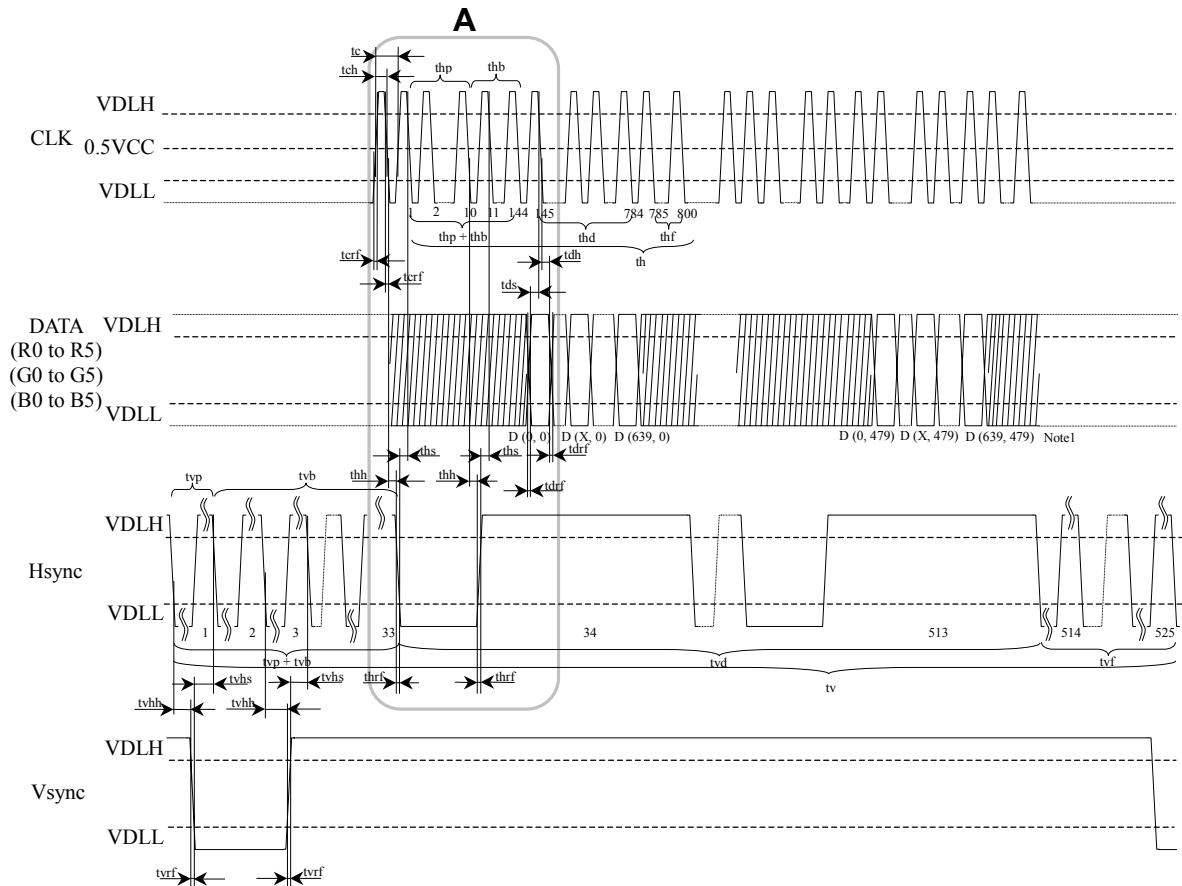 A
tc
tch
thp
thb
VDLH
CLK
0.5VCC
VDLL
1 2 10 11 144 145 784 785 800
thp + thb
thd
thf
th
tcrf
tcrf
tdh
tds
DATA
(R0 to R5)
(G0 to G5)
(B0 to B5)
VDLH
VDLL
D (0, 0) D (X, 0) D (639, 0) D (0, 479) D (X, 479) D (639, 479) Note1
ths
ths
tdrf
thh
thh
tdrf
tvp
tvb
VDLH
Hsync
VDLL
1 2 3 33 34 513 514 525
tvp + tvb
tvd
tvf
tv
tvhs
tvhs
thrf
thrf
tvhh
tvhh
VDLH
Vsync
VDLL
tvrf
tvrf